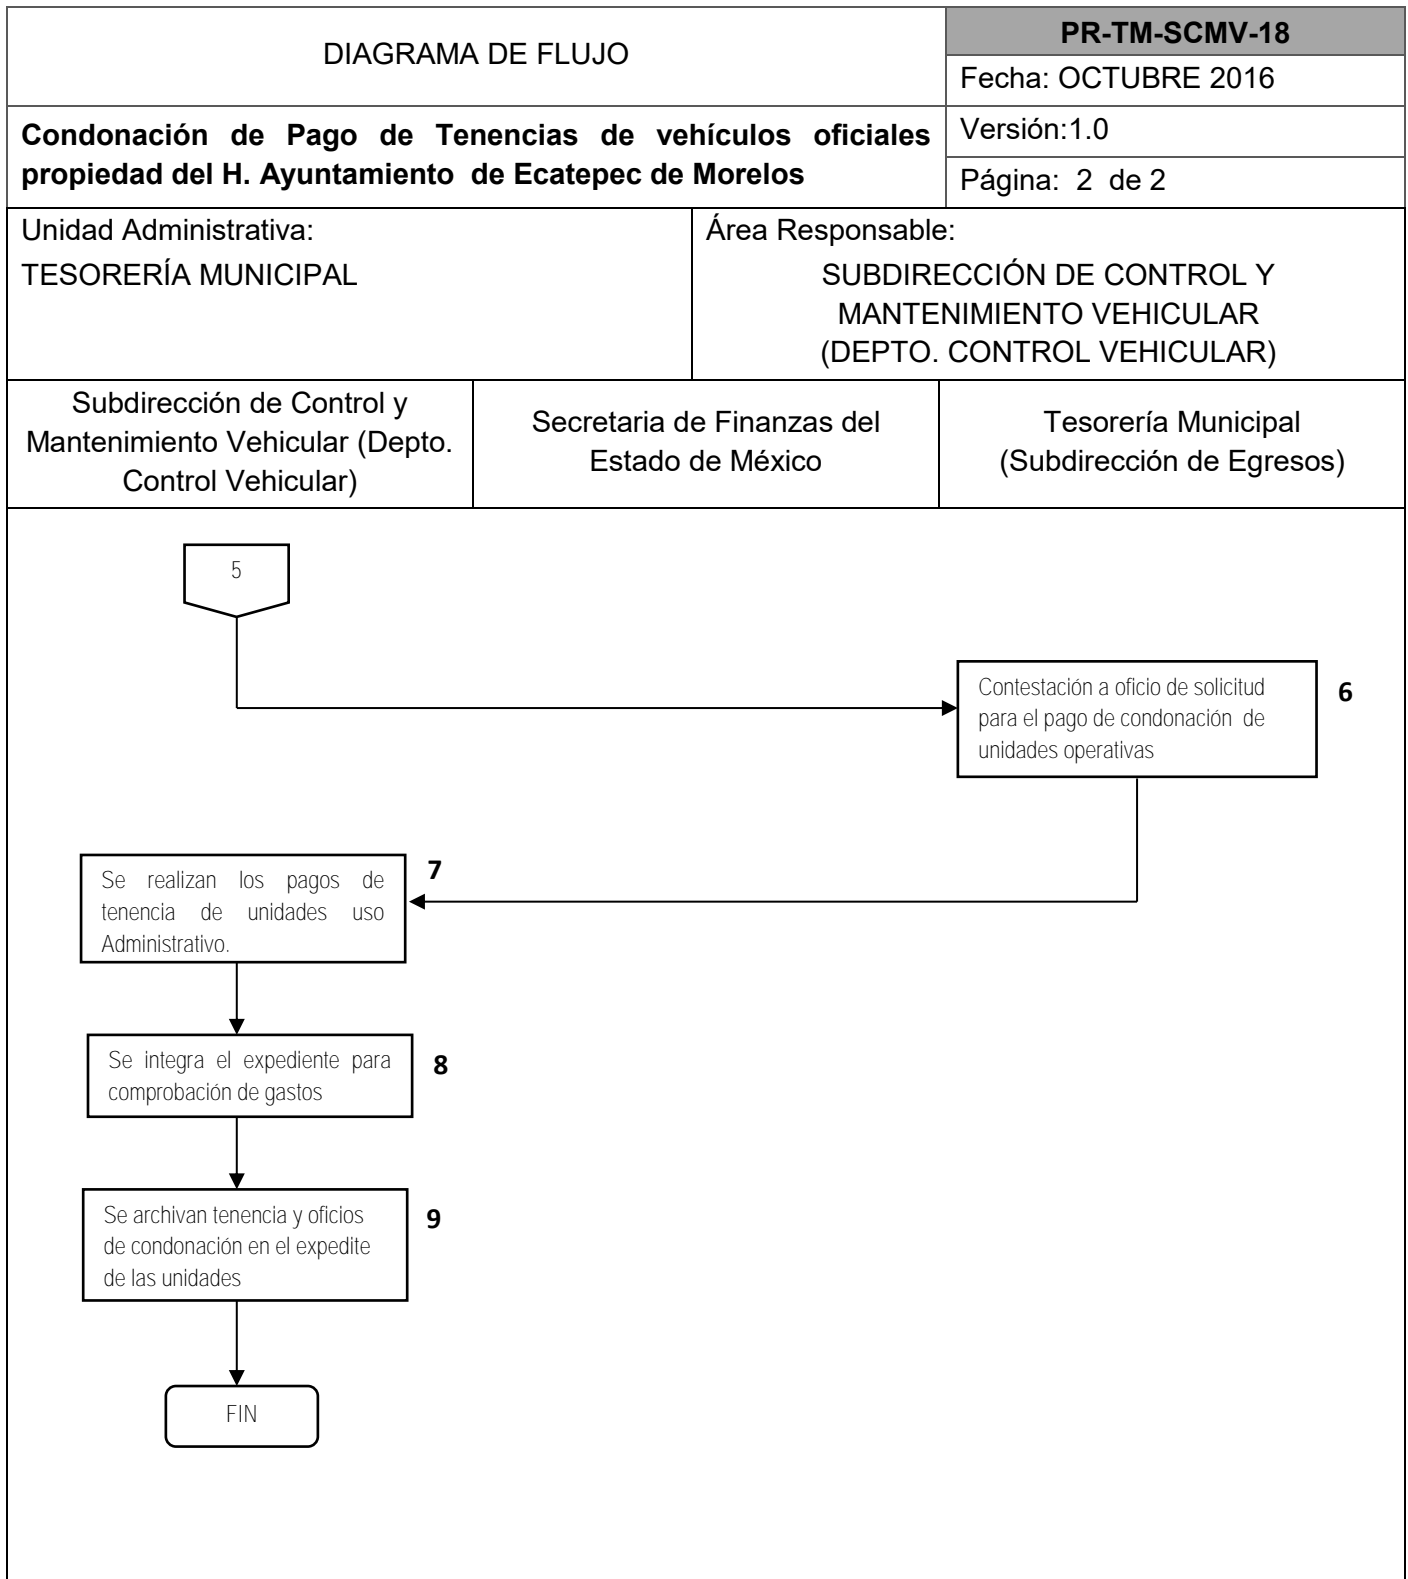 DIAGRAMA DE FLUJO
PR-TM-SCMV-18
Fecha: OCTUBRE 2016
Condonación de Pago de Tenencias de vehículos oficiales
propiedad del H. Ayuntamiento de Ecatepec de Morelos
Versión:1.0
Página: 2 de 2
Unidad Administrativa:
TESORERÍA MUNICIPAL
Área Responsable:
SUBDIRECCIÓN DE CONTROL Y
MANTENIMIENTO VEHICULAR
(DEPTO. CONTROL VEHICULAR)
Subdirección de Control y
Mantenimiento Vehicular (Depto.
Control Vehicular)
Secretaria de Finanzas del
Estado de México
Tesorería Municipal
(Subdirección de Egresos)
5
Contestación a oficio de solicitud
para el pago de condonación de
unidades operativas
6
Se realizan los pagos de
tenencia de unidades uso
Administrativo.
7
Se integra el expediente para
comprobación de gastos
8
Se archivan tenencia y oficios
de condonación en el expedite
de las unidades
9
FIN